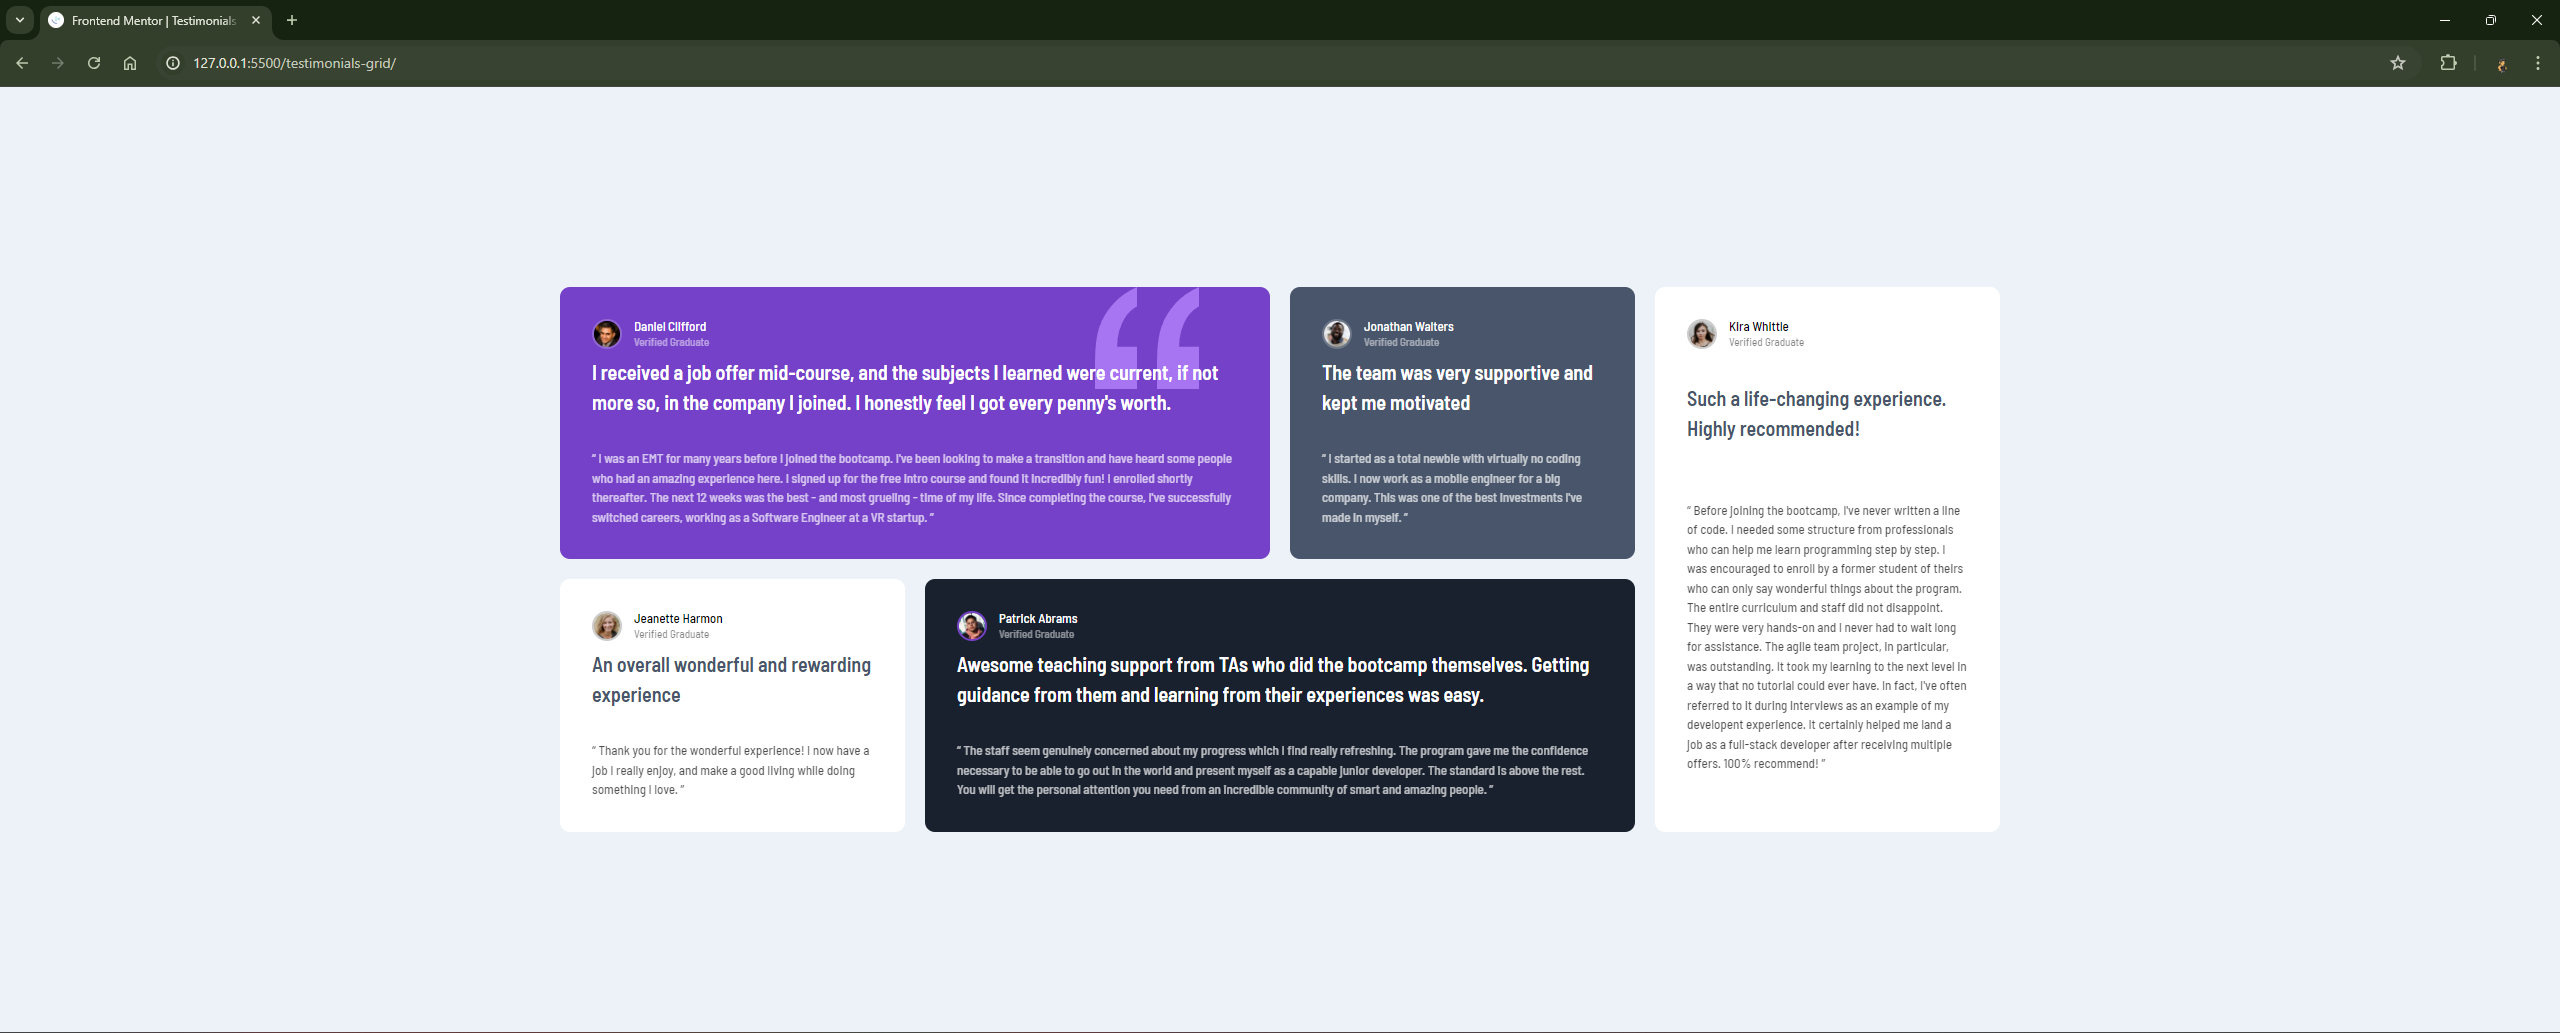 Frontend Mentor | Testimonials
127.0.0.1:5500/testimonials-grid/
Daniel Clifford
Verified Graduate
I received a job offer mid-course, and the subjects I learned were current, if not
more so, in the company I joined. I honestly feel I got every penny's worth.
“ I was an EMT for many years before I joined the bootcamp. I've been looking to make a transition and have heard some people
who had an amazing experience here. I signed up for the free intro course and found it incredibly fun! I enrolled shortly
thereafter. The next 12 weeks was the best - and most grueling - time of my life. Since completing the course, I've successfully
switched careers, working as a Software Engineer at a VR startup. ”
Jonathan Walters
Verified Graduate
The team was very supportive and
kept me motivated
“ I started as a total newbie with virtually no coding
skills. I now work as a mobile engineer for a big
company. This was one of the best investments I've
made in myself. ”
Kira Whittle
Verified Graduate
Such a life-changing experience.
Highly recommended!
“ Before joining the bootcamp, I've never written a line
of code. I needed some structure from professionals
who can help me learn programming step by step. I
was encouraged to enroll by a former student of theirs
who can only say wonderful things about the program.
The entire curriculum and staff did not disappoint.
They were very hands-on and I never had to wait long
for assistance. The agile team project, in particular,
was outstanding. It took my learning to the next level in
a way that no tutorial could ever have. In fact, I've often
referred to it during interviews as an example of my
developent experience. It certainly helped me land a
job as a full-stack developer after receiving multiple
offers. 100% recommend! ”
Jeanette Harmon
Verified Graduate
An overall wonderful and rewarding
experience
“ Thank you for the wonderful experience! I now have a
job I really enjoy, and make a good living while doing
something I love. ”
Patrick Abrams
Verified Graduate
Awesome teaching support from TAs who did the bootcamp themselves. Getting
guidance from them and learning from their experiences was easy.
“ The staff seem genuinely concerned about my progress which I find really refreshing. The program gave me the confidence
necessary to be able to go out in the world and present myself as a capable junior developer. The standard is above the rest.
You will get the personal attention you need from an incredible community of smart and amazing people. ”